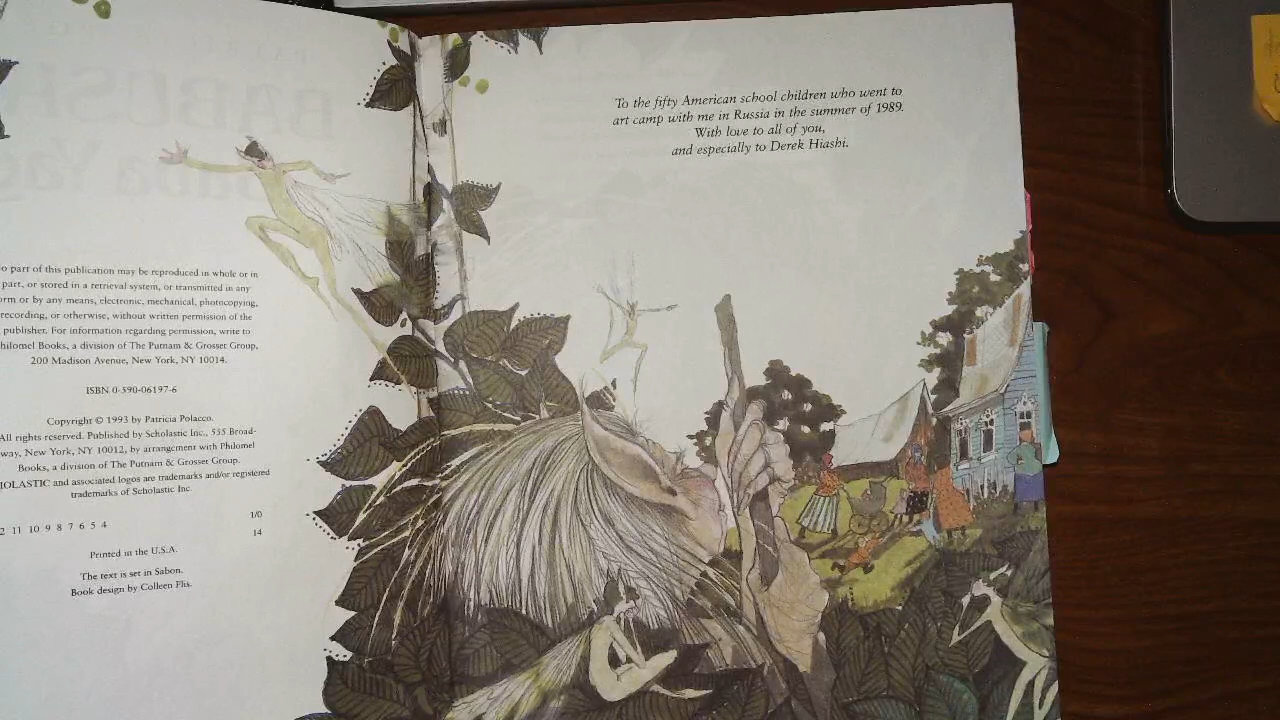 o part of this publication may be reproduced in whole or in
part, or stored in a retrieval system, or transmitted in any
orm or by any means, electronic, mechanical, photocopying,
recording, or otherwise, without written permission of the
publisher. For information regarding permission, write to
hilomel Books, a division of The Putnam & Grosser Group,
200 Madison Avenue, New York, NY 10014.
ISBN 0-590-06197-6
Copyright © 1993 by Patricia Polacco.
All rights reserved. Published by Scholastic Inc., 555 Broad-
way, New York, NY 10012, by arrangement with Philomel
Books, a division of The Putnam & Grosser Group.
HOLASTIC and associated logos are trademarks and/or registered
trademarks of Scholastic Inc.
2 11 10 9 8 7 6 5 4
1/0
14
Printed in the U.S.A.
The text is set in Sabon.
Book design by Colleen Flis.
To the fifty American school children who went to
art camp with me in Russia in the summer of 1989.
With love to all of you,
and especially to Derek Hiashi.